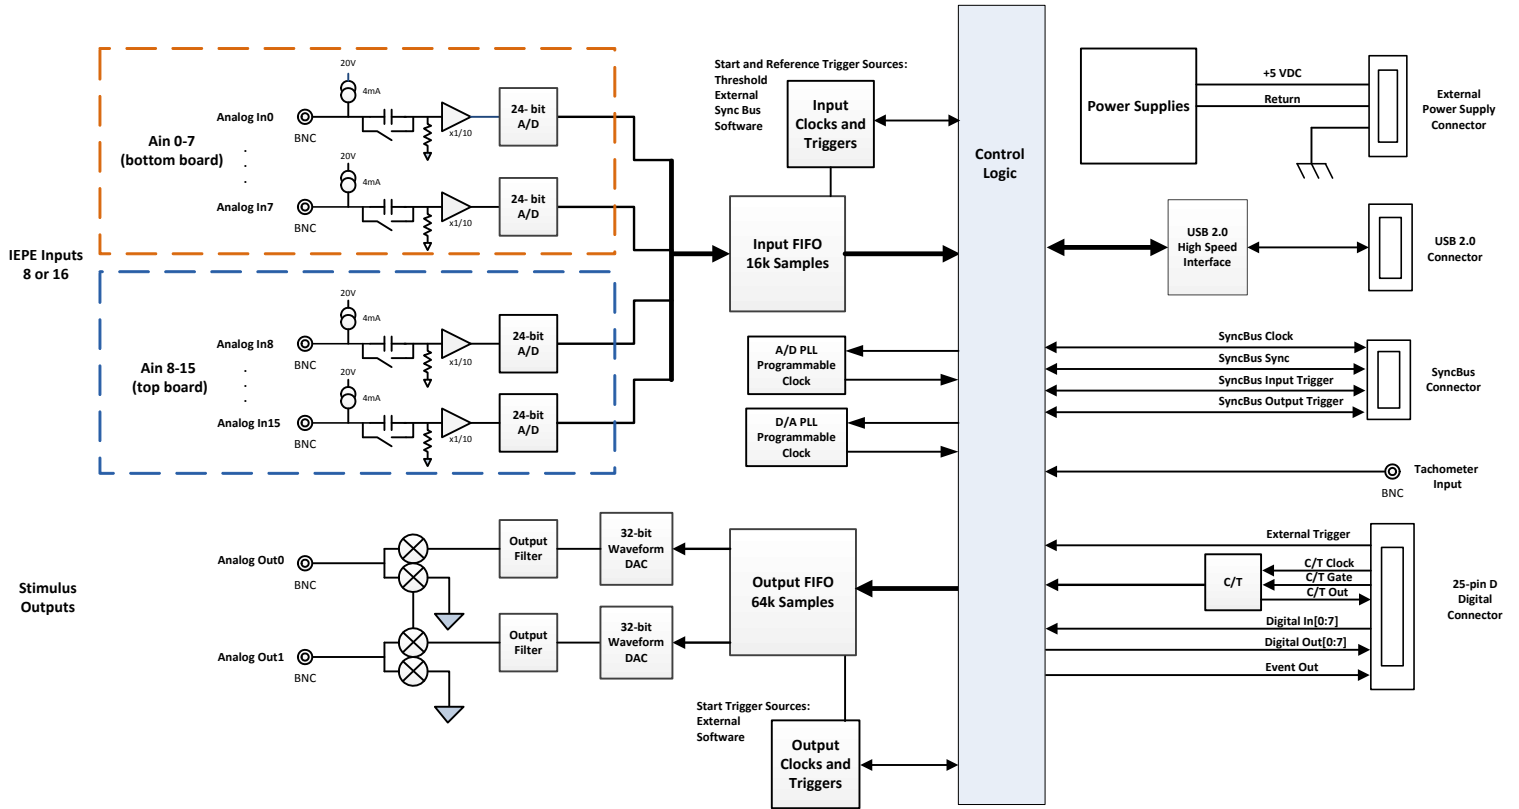 IEPE Inputs
8 or 16
Ain 0-7
(bottom board)
.
.
.
.
Analog In0
BNC
20V
4mA
x1/10
24- bit
A/D
Analog In7
BNC
20V
4mA
x1/10
24- bit
A/D
Ain 8-15
(top board)
.
.
.
.
Analog In8
BNC
20V
4mA
x1/10
24-bit
A/D
Analog In15
BNC
20V
4mA
x1/10
24-bit
A/D
Start and Reference Trigger Sources:
Threshold
External
Sync Bus
Software
Input
Clocks and
Triggers
Input FIFO
16k Samples
A/D PLL
Programmable
Clock
D/A PLL
Programmable
Clock
Stimulus
Outputs
Analog Out0
BNC
Output
Filter
32-bit
Waveform
DAC
Analog Out1
BNC
Output
Filter
32-bit
Waveform
DAC
Output FIFO
64k Samples
Start Trigger Sources:
External
Software
Output
Clocks and
Triggers
Control
Logic
Power Supplies
+5 VDC
Return
External
Power Supply
Connector
USB 2.0
High Speed
Interface
USB 2.0
Connector
SyncBus Clock
SyncBus Sync
SyncBus Input Trigger
SyncBus Output Trigger
SyncBus
Connector
BNC
Tachometer
Input
External Trigger
C/T
C/T Clock
C/T Gate
C/T Out
Digital In[0:7]
Digital Out[0:7]
Event Out
25-pin D
Digital
Connector